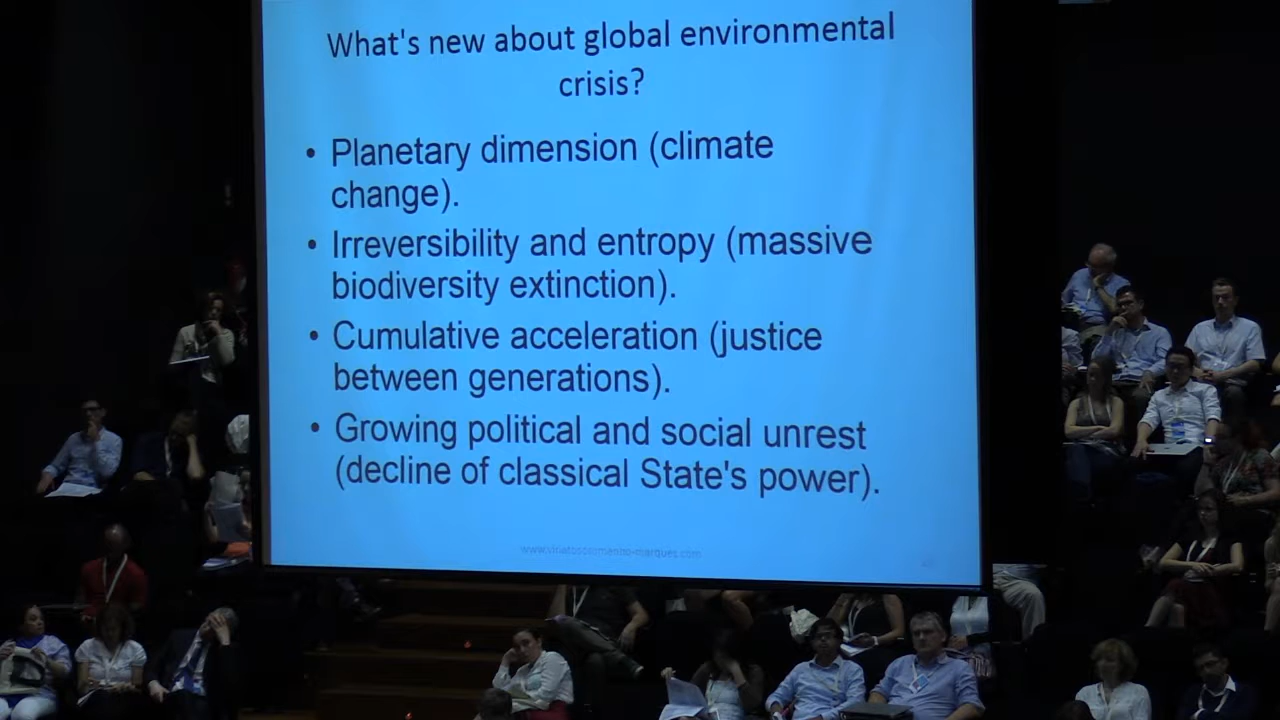 What's new about global environmental
crisis?
• Planetary dimension (climate
change).
• Irreversibility and entropy (massive
biodiversity extinction).
• Cumulative acceleration (justice
between generations).
• Growing political and social unrest
(decline of classical State's power).